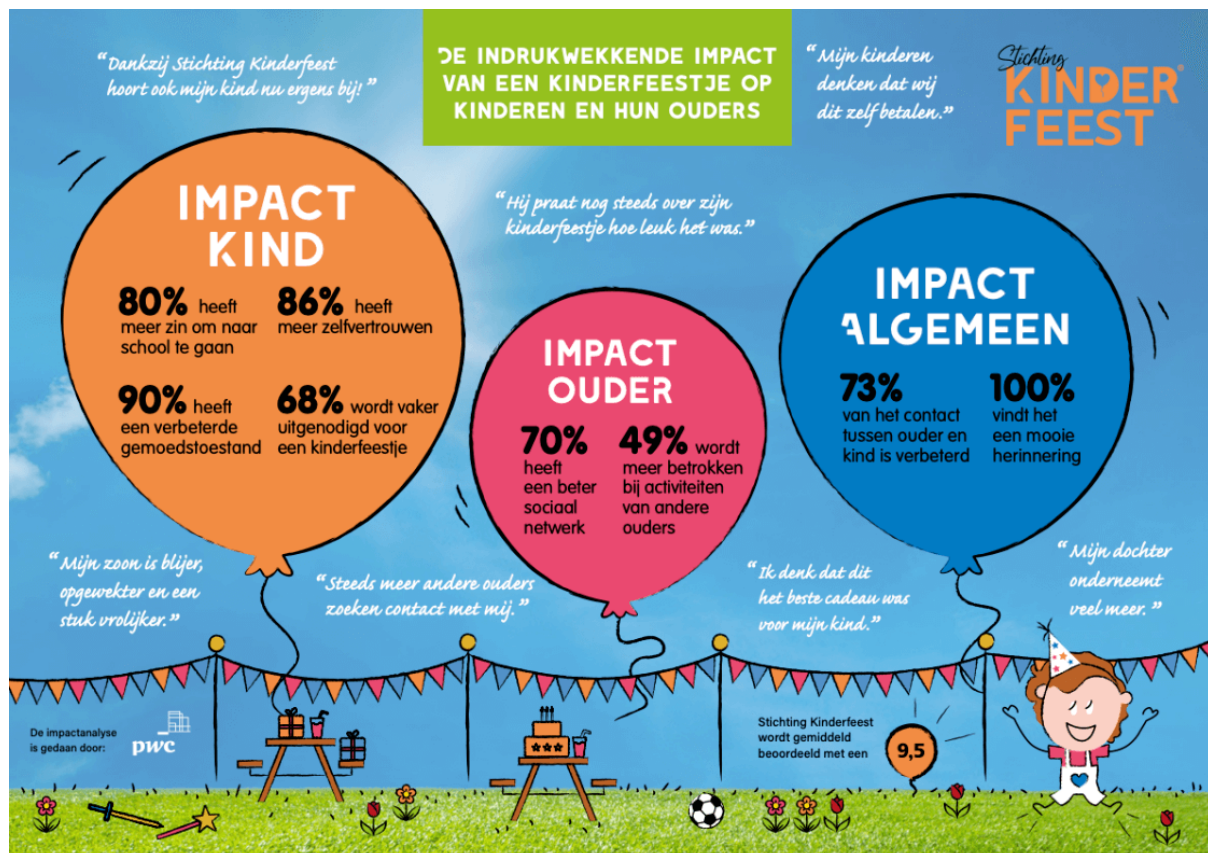 DE INDRUKWEKKENDE IMPACT
VAN EEN KINDERFEESTJE OP
KINDEREN EN HUN OUDERS
Stichting
KINDER®
FEEST
“Dankzij Stichting Kinderfeest
hoort ook mijn kind nu ergens bij!”
“Mijn kinderen
denken dat wij
dit zelf betalen.”
“Hij praat nog steeds over zijn
kinderfeestje hoe leuk het was.”
IMPACT
KIND
80% heeft
meer zin om naar
school te gaan
86% heeft
meer zelfvertrouwen
90% heeft
een verbeterde
gemoedstoestand
68% wordt vaker
uitgenodigd voor
een kinderfeestje
IMPACT
OUDER
70%
heeft
een beter
sociaal
netwerk
49% wordt
meer betrokken
bij activiteiten
van andere
ouders
IMPACT
ALGEMEEN
73%
van het contact
tussen ouder en
kind is verbeterd
100%
vindt het
een mooie
herinnering
“Mijn zoon is blijer,
opgewekter en een
stuk vrolijker.”
“Steeds meer andere ouders
zoeken contact met mij.”
“Ik denk dat dit
het beste cadeau was
voor mijn kind.”
“Mijn dochter
onderneemt
veel meer.”
De impactanalyse
is gedaan door:
pwc
Stichting Kinderfeest
wordt gemiddeld
beoordeeld met een
9,5